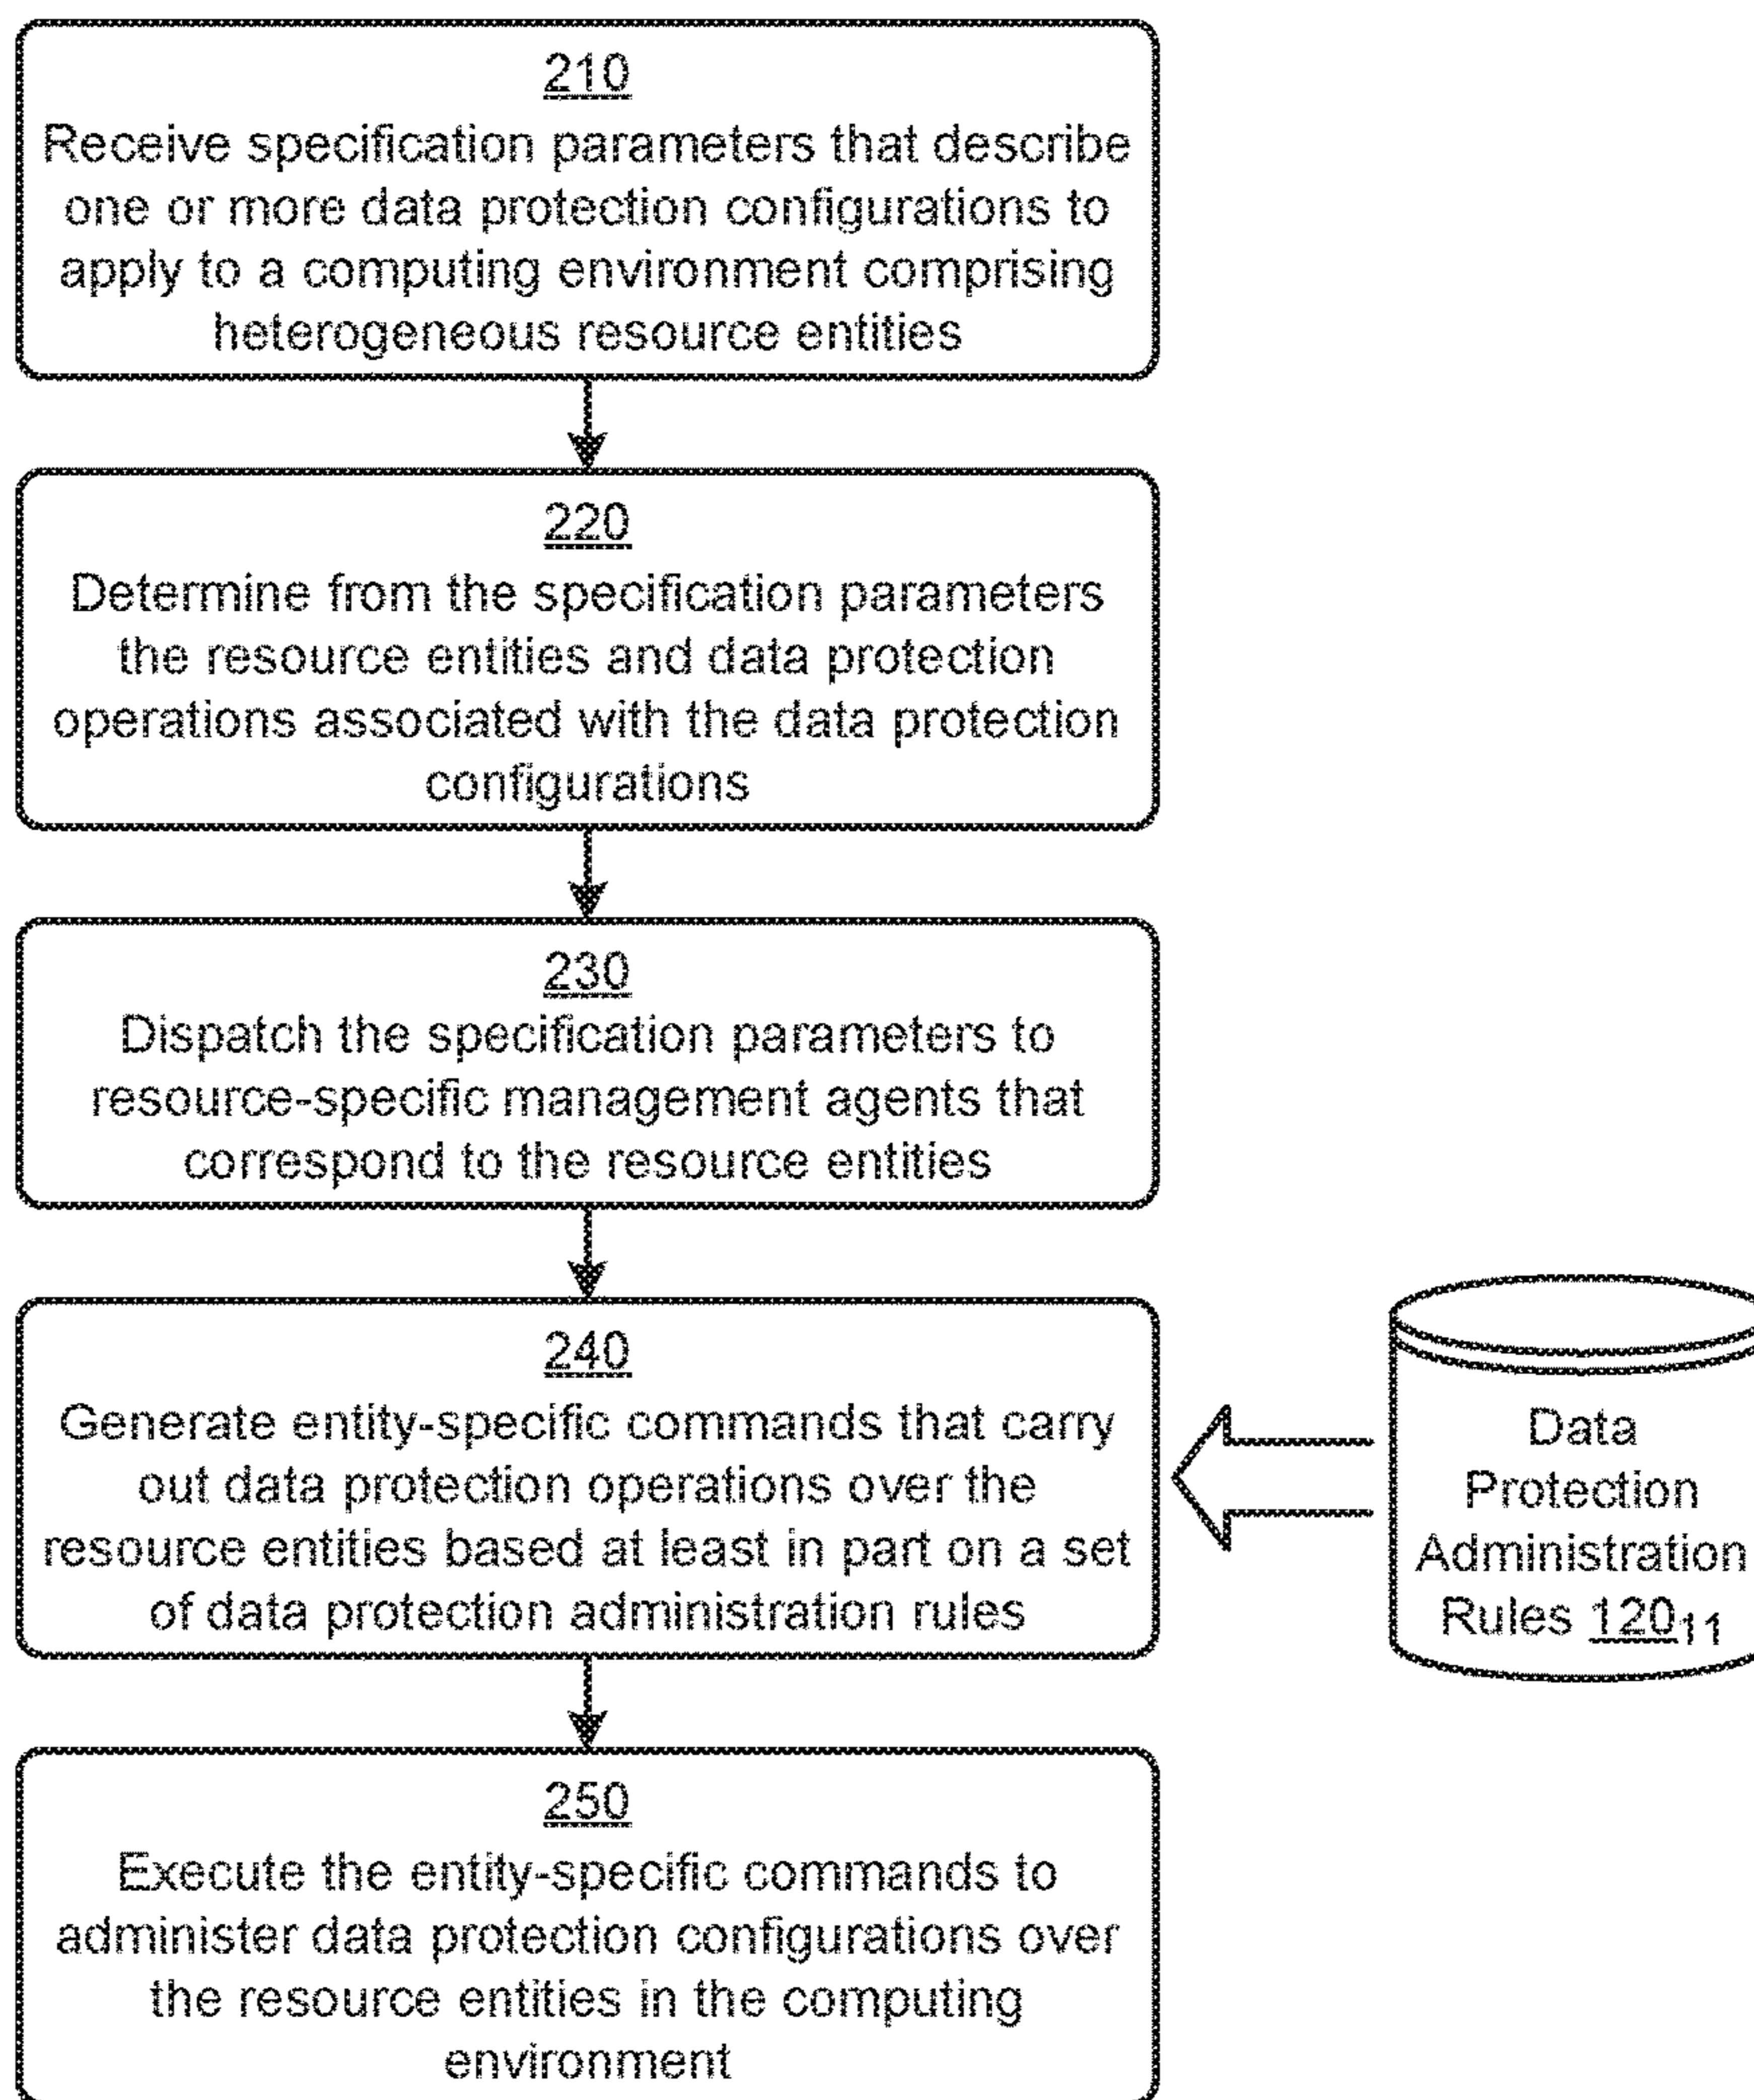 210
Receive specification parameters that describe
one or more data protection configurations to
apply to a computing environment comprising
heterogeneous resource entities
220
Determine from the specification parameters
the resource entities and data protection
operations associated with the data protection
configurations
230
Dispatch the specification parameters to
resource-specific management agents that
correspond to the resource entities
240
Generate entity-specific commands that carry
out data protection operations over the
resource entities based at least in part on a set
of data protection administration rules
Data
Protection
Administration
Rules 120₁₁
250
Execute the entity-specific commands to
administer data protection configurations over
the resource entities in the computing
environment